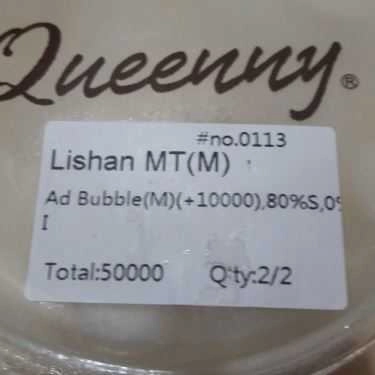 Queenny®
#no.0113
Lishan MT(M)
Ad Bubble(M)(+10000),80%S,0%
I
Total:50000 Q'ty:2/2